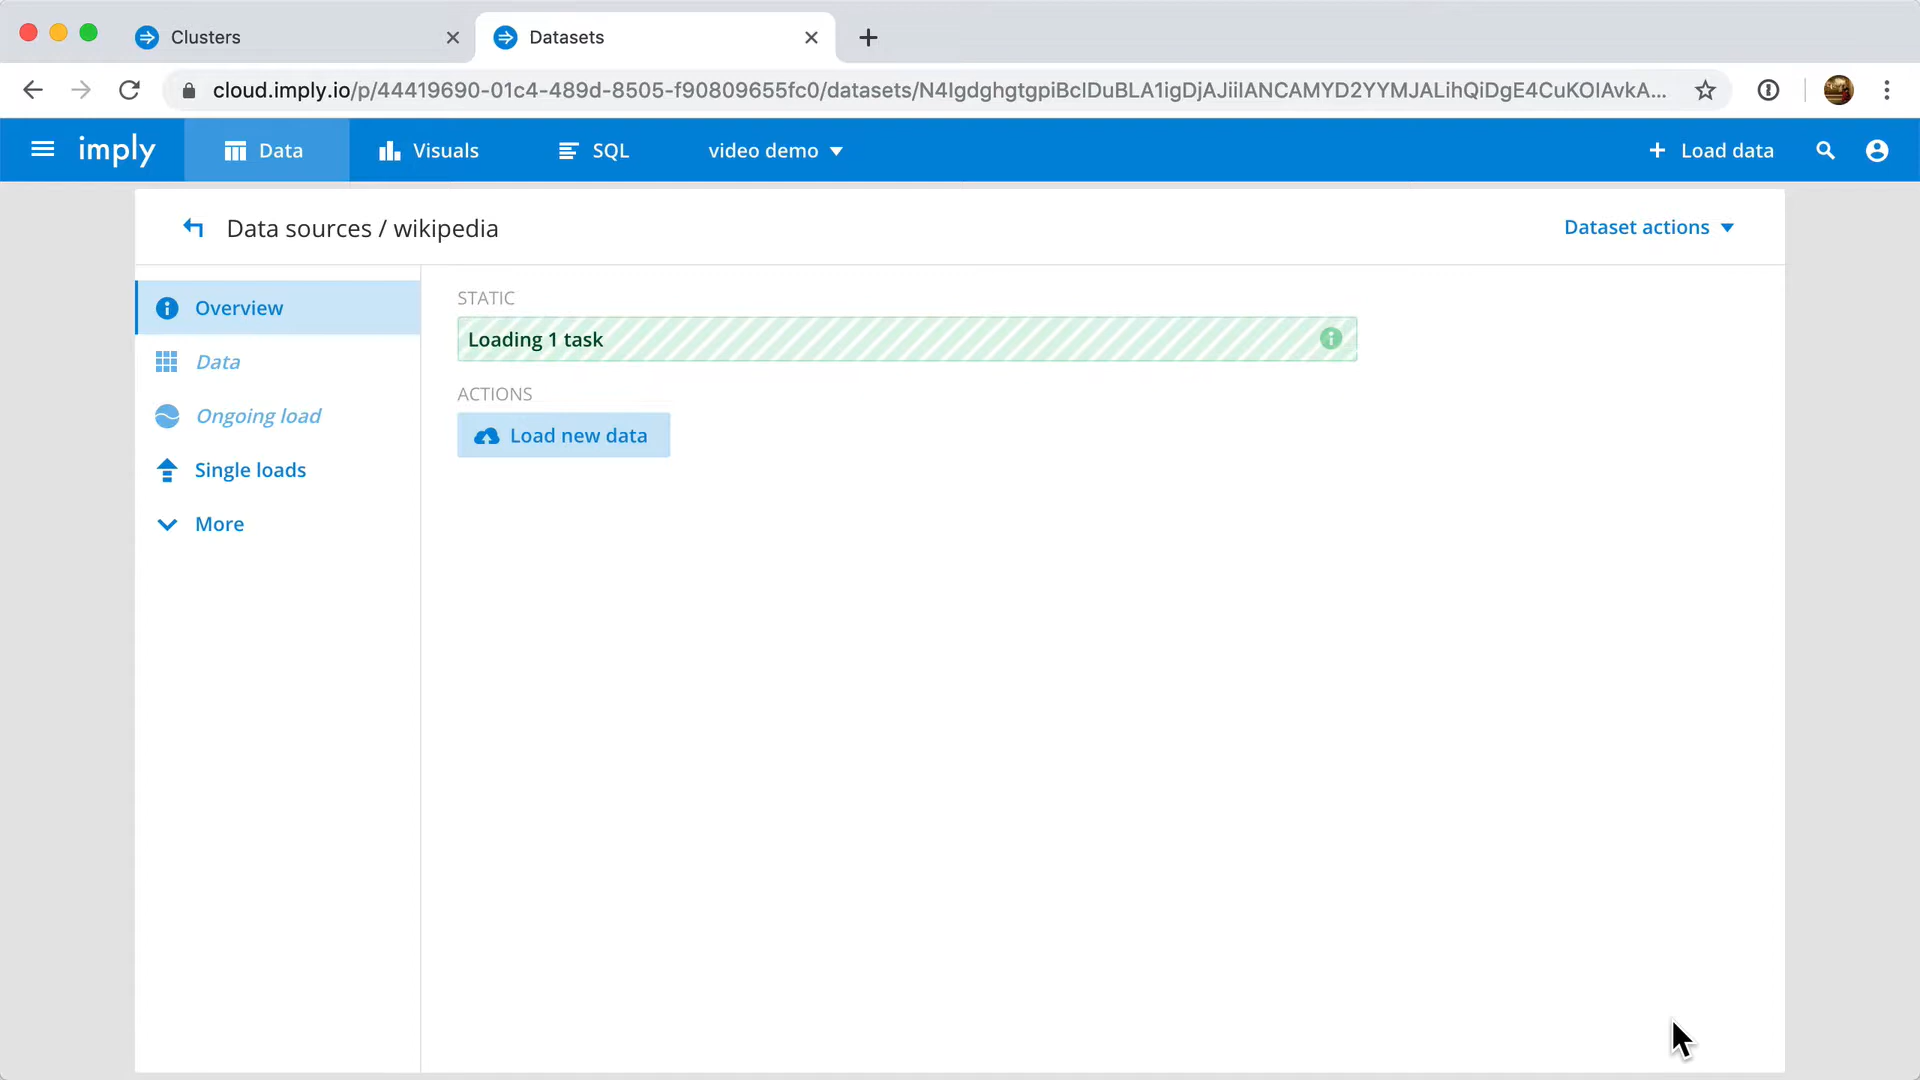 Clusters
Datasets
cloud.imply.io/p/44419690-01c4-489d-8505-f90809655fc0/datasets/N4IgdghgtgpiBcIDuBLA1igDjAJiiIANCAMYD2YYMJALihQiDgE4CuKOIAvkA...
imply
Data
Visuals
SQL
video demo
+ Load data
Data sources / wikipedia
Dataset actions
Overview
Data
Ongoing load
Single loads
More
STATIC
Loading 1 task
ACTIONS
Load new data